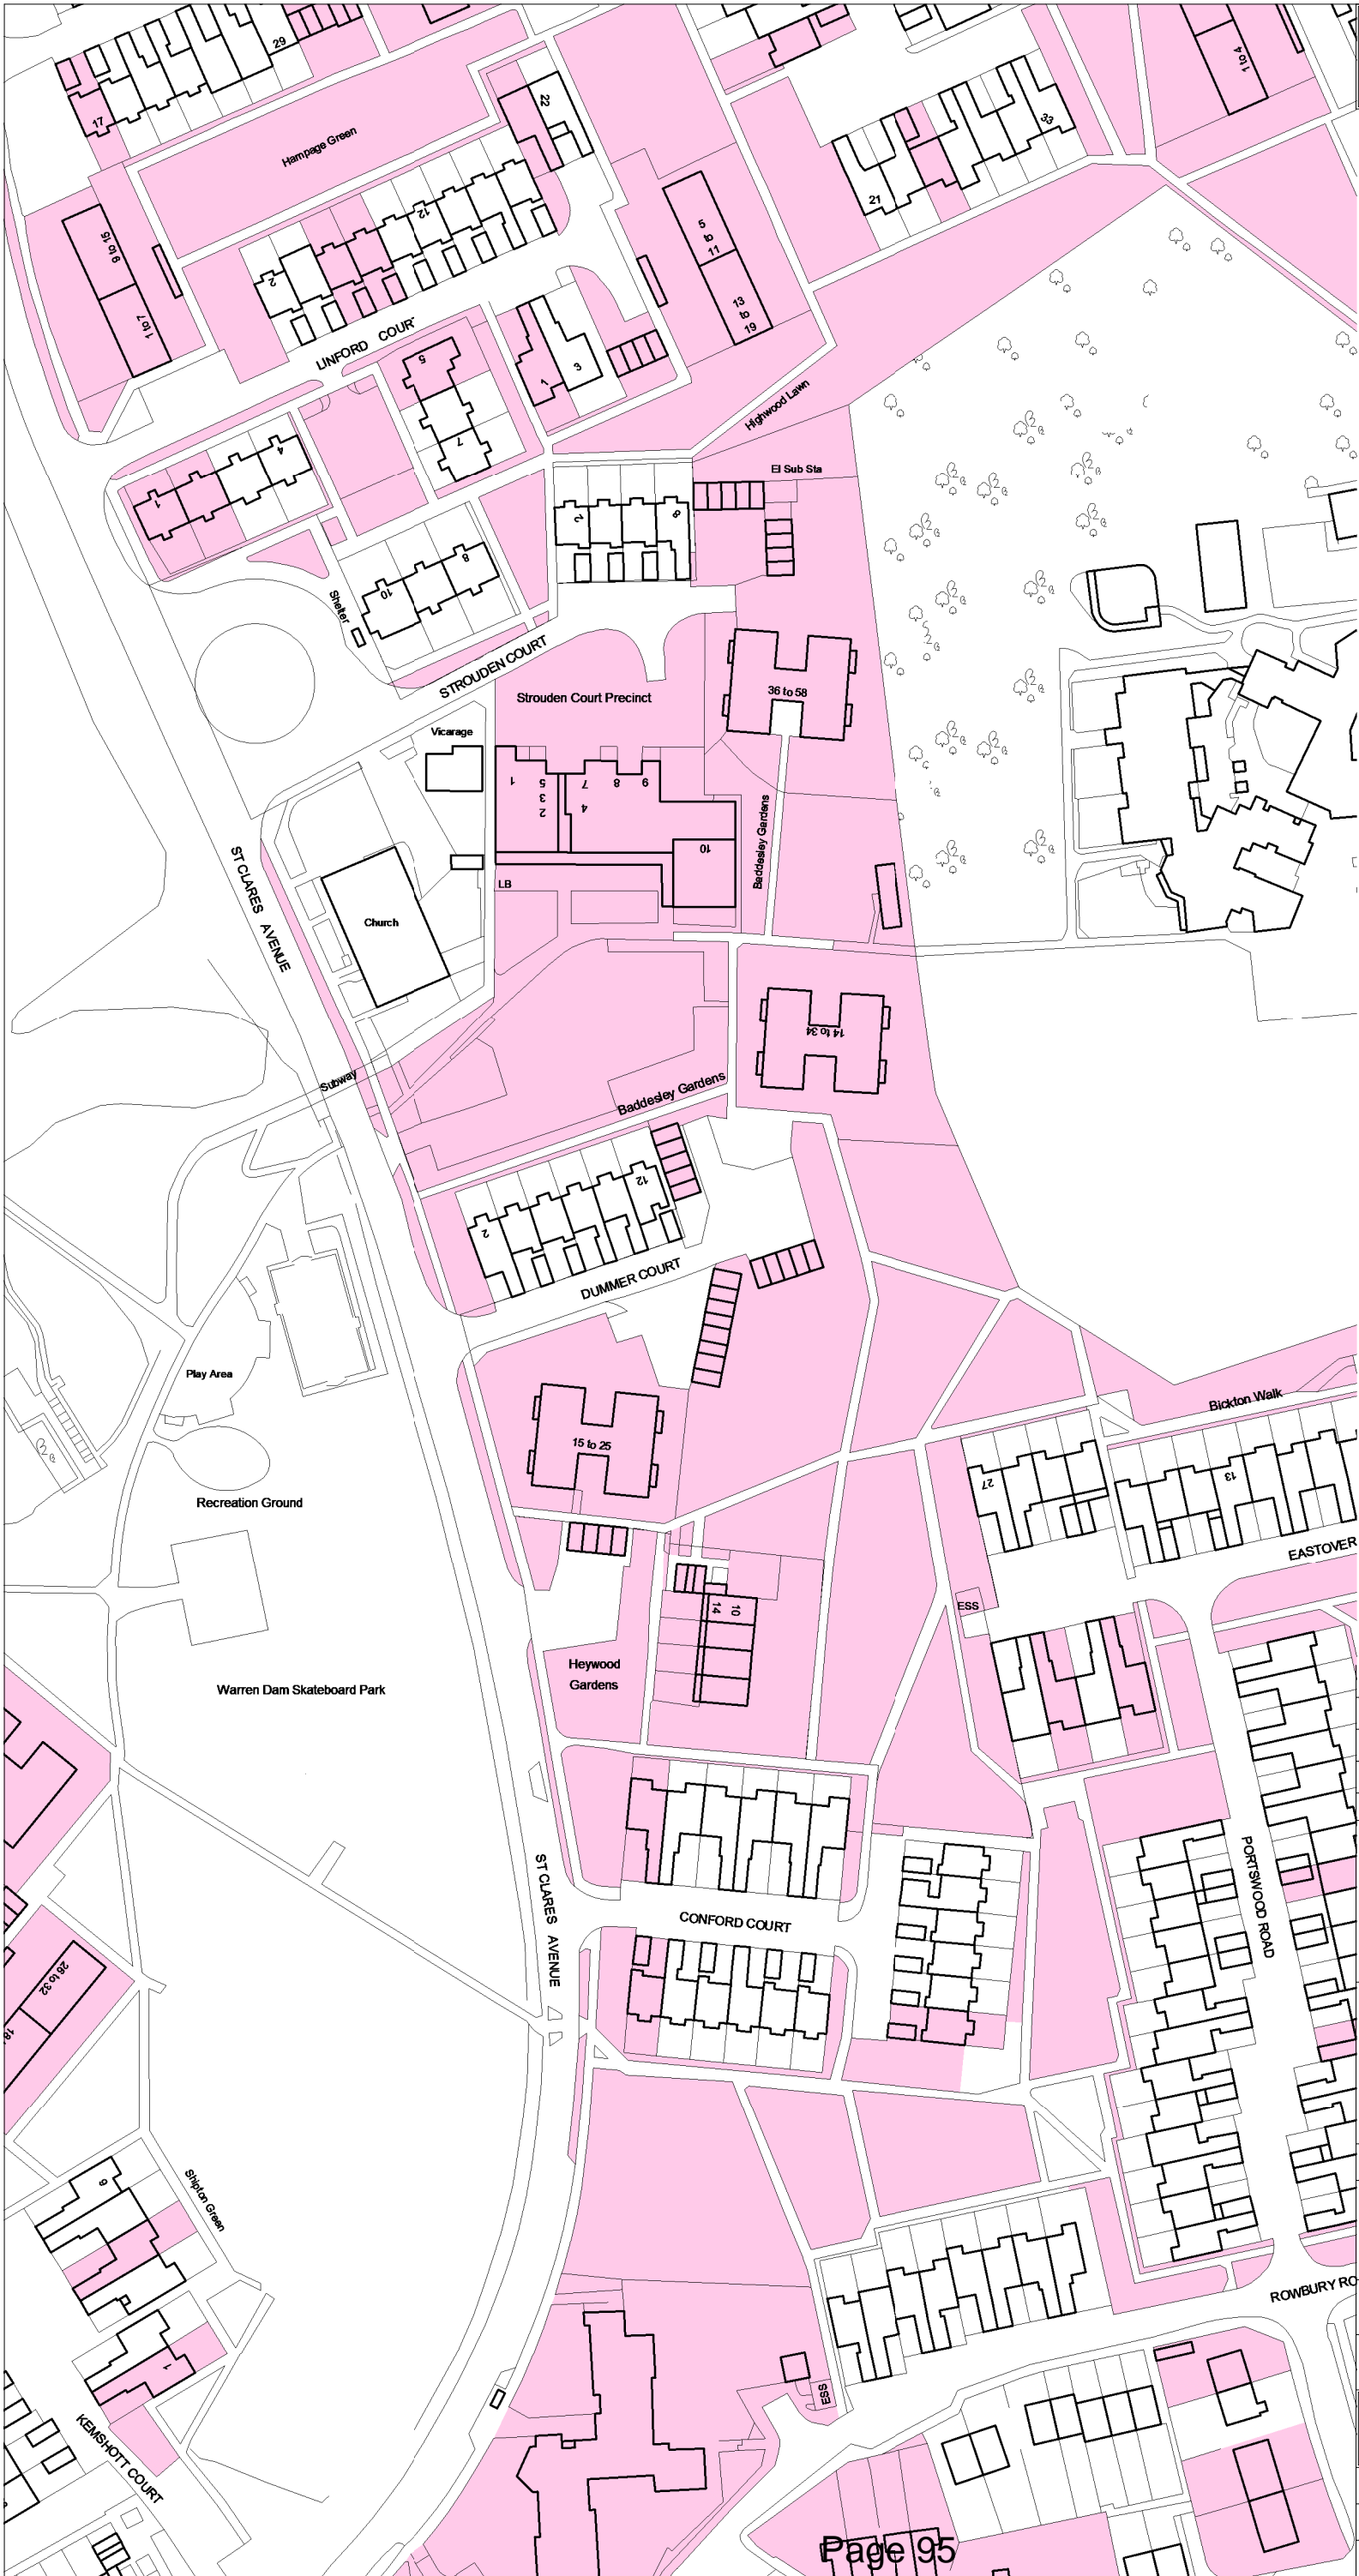 29
17
22
Hampage Green
12
33
21
1 to 4
9 to 15
1 to 7
2
5
to
11
13
to
19
LINFORD COUR
5
7
1
3
Highwood Lawn
El Sub Sta
4
1
2
8
10
8
Shelter
STROUDEN COURT
Strouden Court Precinct
36 to 58
Vicarage
1
5
3
2
7
4
8
9
10
Baddesley Gardens
LB
ST CLARES AVENUE
Church
14 to 34
Subway
Baddesley Gardens
2
12
DUMMER COURT
Play Area
15 to 25
Bickton Walk
27
13
EASTOVER
Recreation Ground
ESS
14
10
Heywood
Gardens
Warren Dam Skateboard Park
ST CLARES AVENUE
CONFORD COURT
PORTSWOOD ROAD
26 to 32
18
9
Shipton Green
1
KEMSHOTT COURT
ROWBURY RO
ESS
Page 95